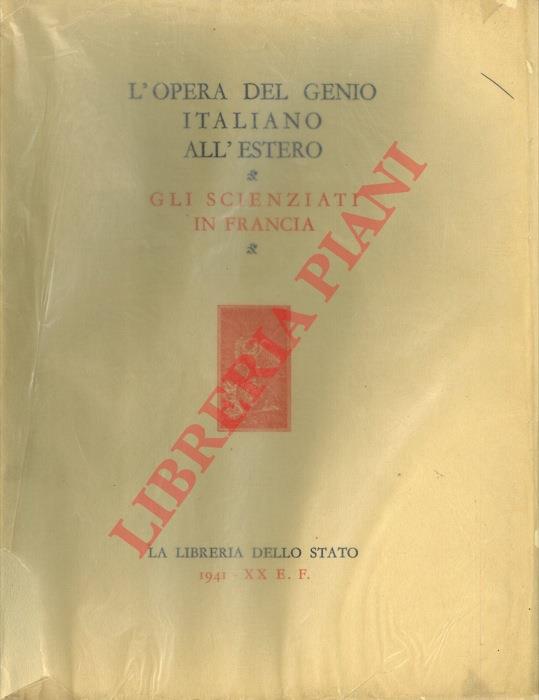 L'OPERA DEL GENIO
ITALIANO
ALL'ESTERO
&
GLI SCIENZIATI
IN FRANCIA
&
LIBRERIA PIANI
LA LIBRERIA DELLO STATO
1941 - XX E. F.